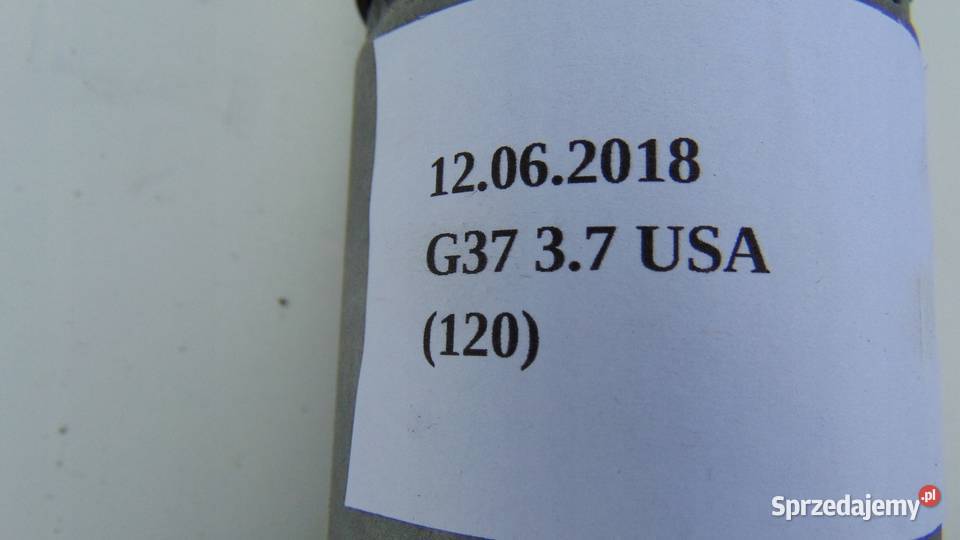 12.06.2018
G37 3.7 USA
(120)
Sprzedajemy.pl